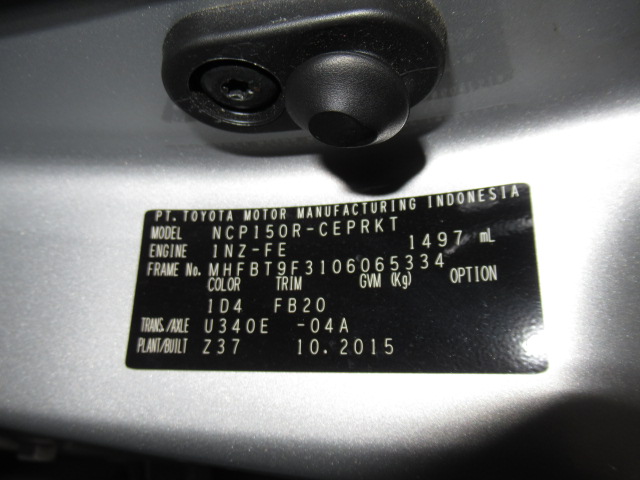 PT. TOYOTA MOTOR MANUFACTURING INDONESIA
MODEL NCP150R-CEPRKT
ENGINE 1NZ-FE 1497 mL
FRAME No. MHFBT9F3106065334
COLOR TRIM GVM (Kg)
1D4 FB20
TRANS./AXLE U340E -04A
PLANT/BUILT Z37 10.2015